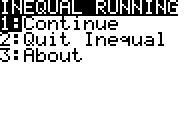 INEQUAL RUNNING
1:Continue
2:Quit Inequal
3:About